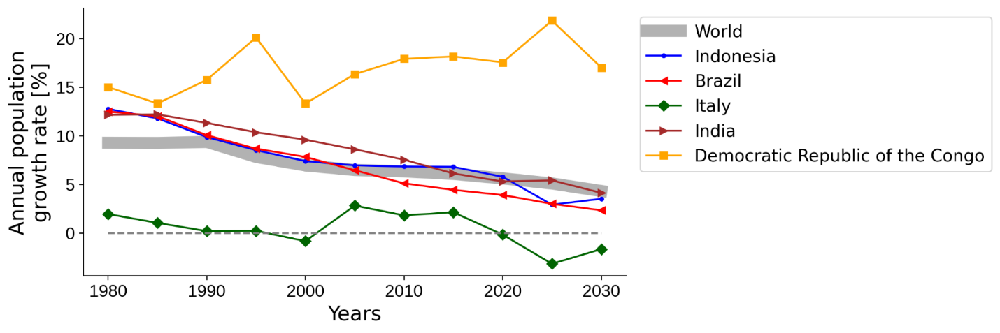 Annual population
growth rate [%]
20
15
10
5
0
1980
1990
2000
2010
2020
2030
Years
World
Indonesia
Brazil
Italy
India
Democratic Republic of the Congo